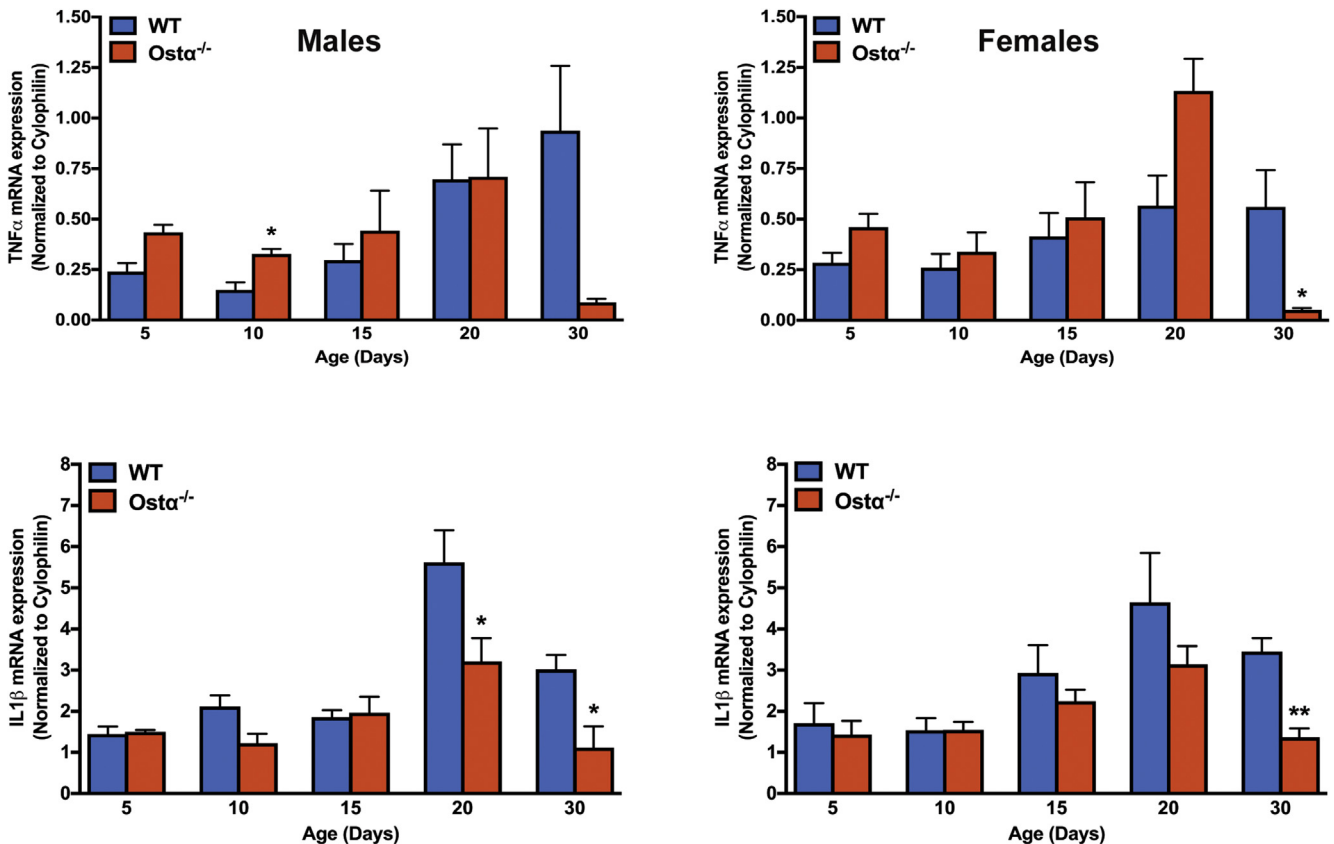 Males
WT
Ostα-/-
TNFα mRNA expression
(Normalized to Cylophilin)
1.50
1.25
1.00
0.75
0.50
0.25
0.00
*
5 10 15 20 30
Age (Days)
Females
WT
Ostα-/-
TNFα mRNA expression
(Normalized to Cylophilin)
1.50
1.25
1.00
0.75
0.50
0.25
0.00
*
5 10 15 20 30
Age (Days)
WT
Ostα-/-
IL1β mRNA expression
(Normalized to Cylophilin)
8
7
6
5
4
3
2
1
0
*
*
5 10 15 20 30
Age (Days)
WT
Ostα-/-
IL1β mRNA expression
(Normalized to Cylophilin)
8
7
6
5
4
3
2
1
0
**
5 10 15 20 30
Age (Days)